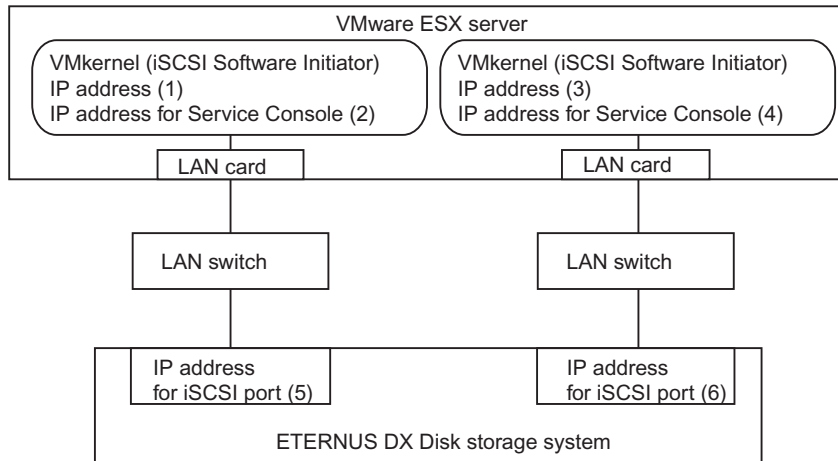 VMware ESX server
VMkernel (iSCSI Software Initiator)
IP address (1)
IP address for Service Console (2)
VMkernel (iSCSI Software Initiator)
IP address (3)
IP address for Service Console (4)
LAN card
LAN card
LAN switch
LAN switch
IP address
for iSCSI port (5)
IP address
for iSCSI port (6)
ETERNUS DX Disk storage system